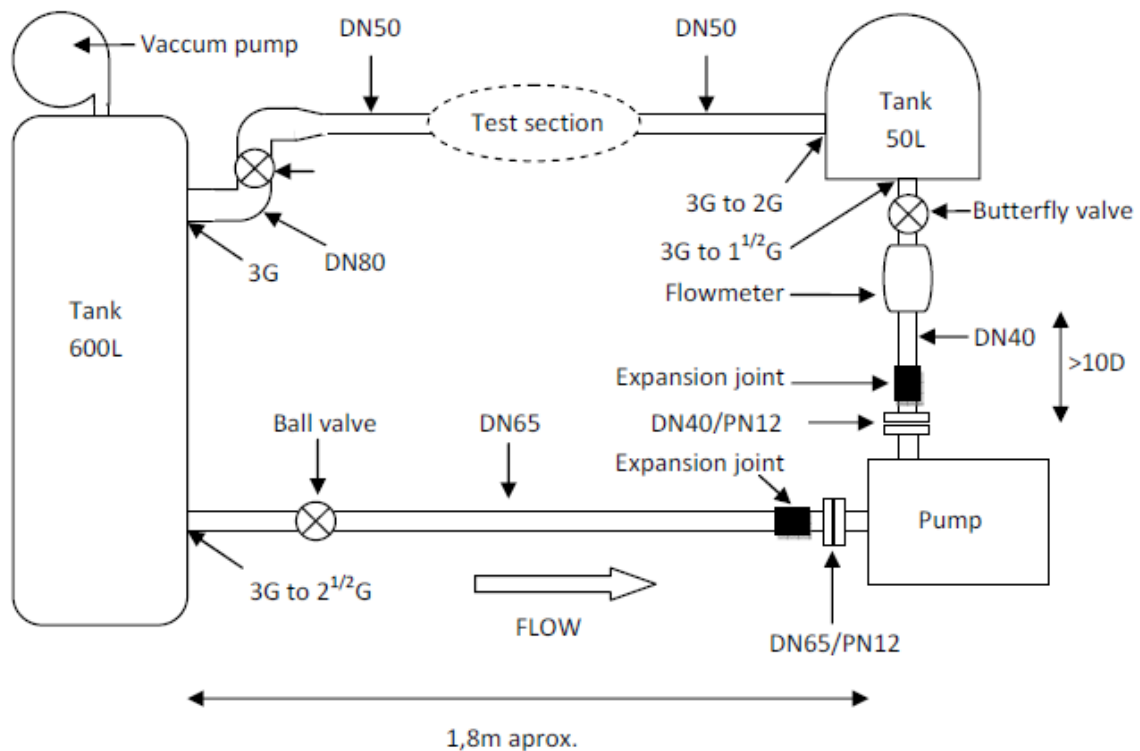 DN50
DN50
Vaccum pump
Tank
50L
Test section
3G to 2G
Butterfly valve
3G
DN80
3G to 1^1/2G
Flowmeter
Tank
600L
DN40
>10D
Expansion joint
Ball valve
DN65
DN40/PN12
Expansion joint
Pump
3G to 2^1/2G
FLOW
DN65/PN12
1,8m aprox.